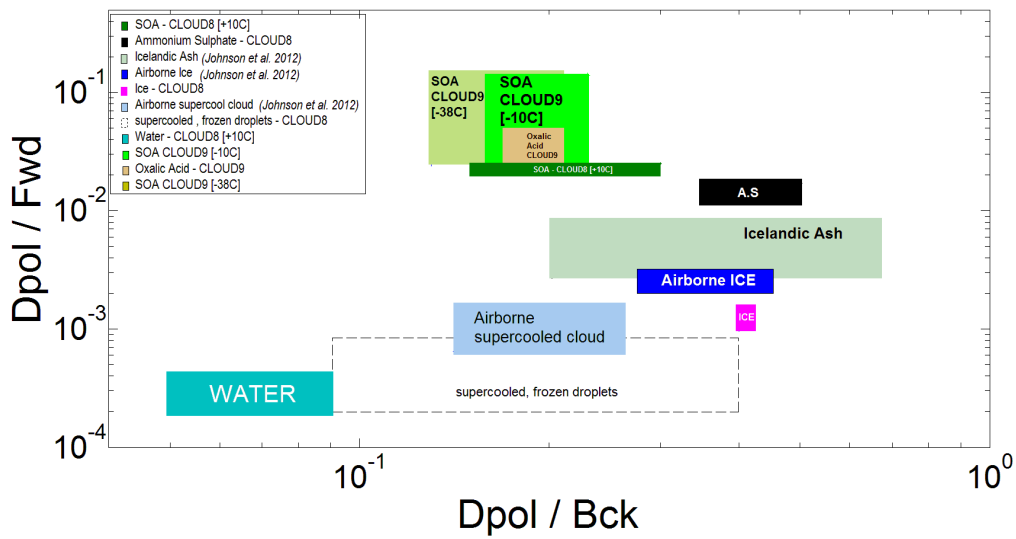 SOA - CLOUD8 [+10C]
Ammonium Sulphate - CLOUD8
Icelandic Ash (Johnson et al. 2012)
Airborne Ice (Johnson et al. 2012)
Ice - CLOUD8
Airborne supercool cloud (Johnson et al. 2012)
supercooled , frozen droplets - CLOUD8
Water - CLOUD8 [+10C]
SOA CLOUD9 [-10C]
Oxalic Acid - CLOUD9
SOA CLOUD9 [-38C]
SOA
CLOUD9
[-38C]
SOA
CLOUD9
[-10C]
Oxalic
Acid
CLOUD9
SOA - CLOUD8 [+10C]
A.S
Icelandic Ash
Airborne ICE
ICE
Airborne
supercooled cloud
WATER
supercooled, frozen droplets
Dpol / Fwd
10^-1
10^-2
10^-3
10^-4
10^-1
10^0
Dpol / Bck